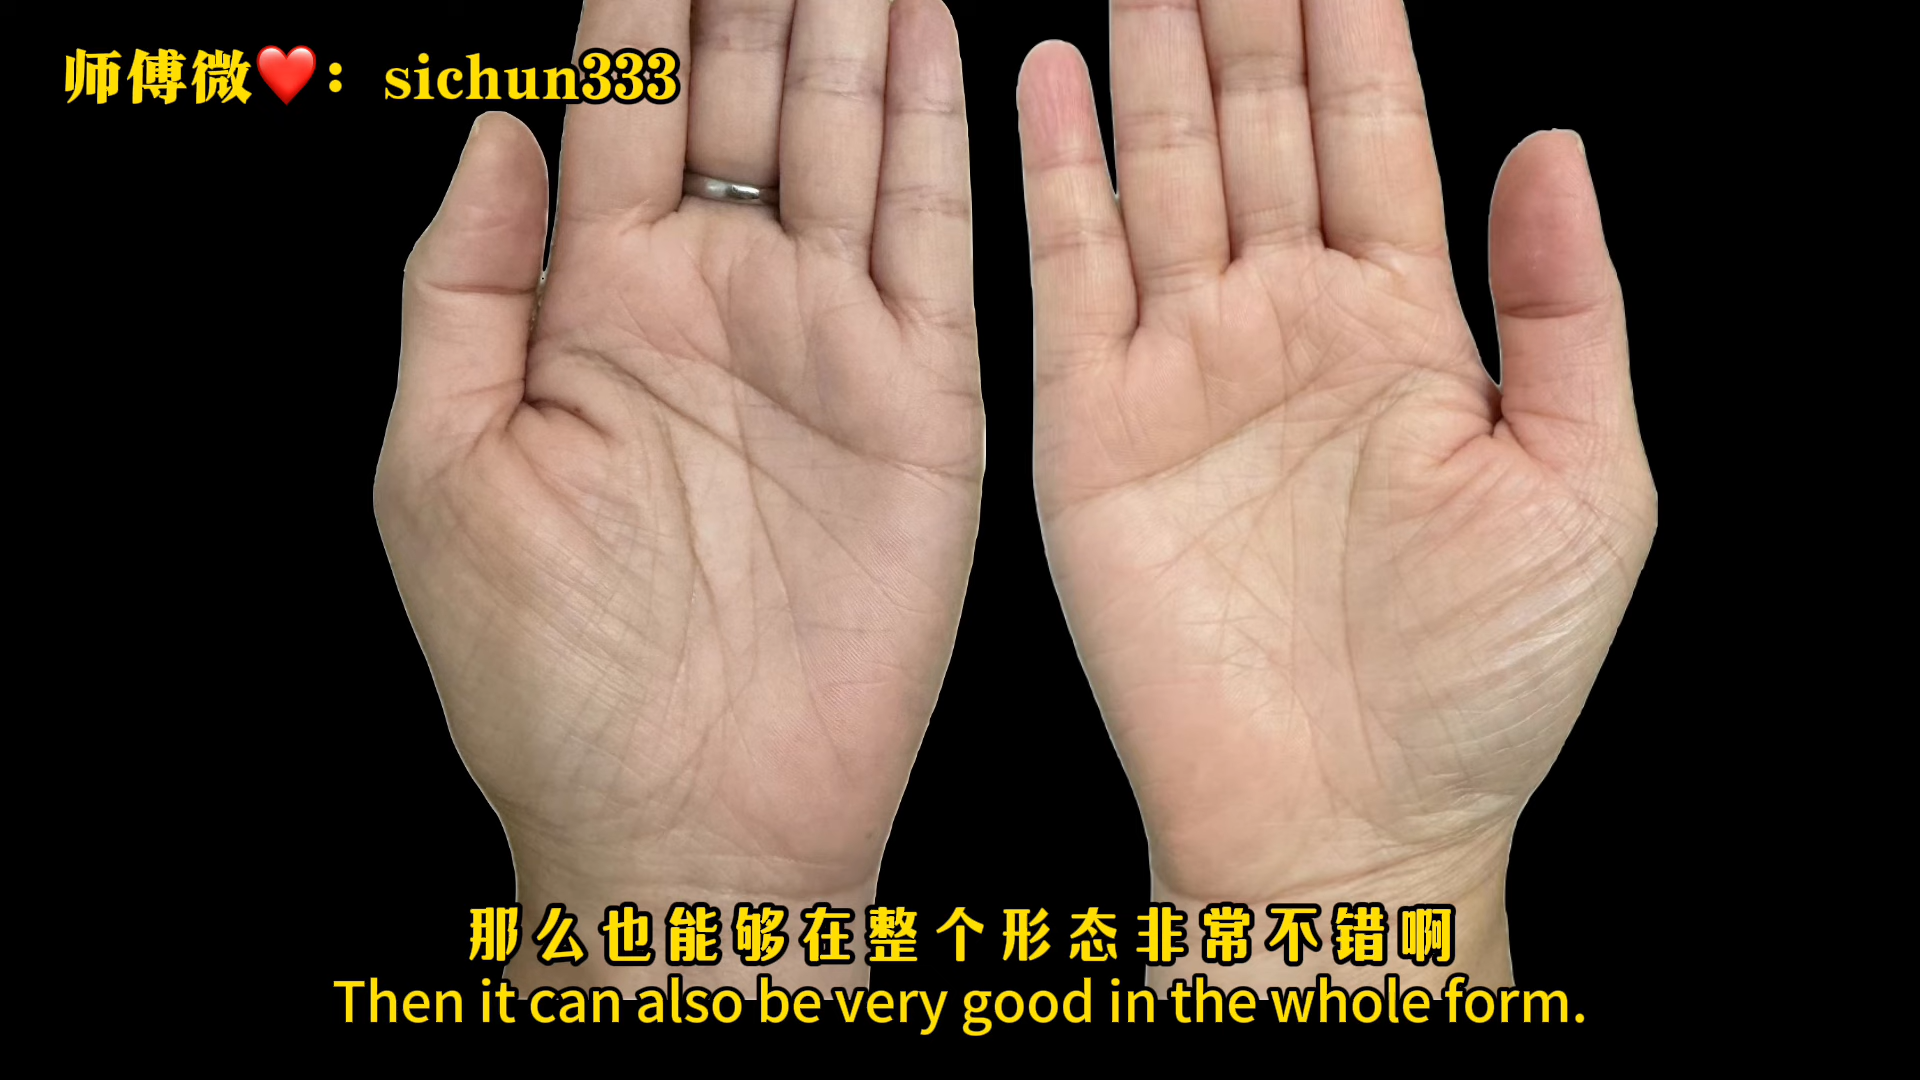 师傅微❤️：sichun333
那么也能够在整个形态非常不错啊
Then it can also be very good in the whole form.